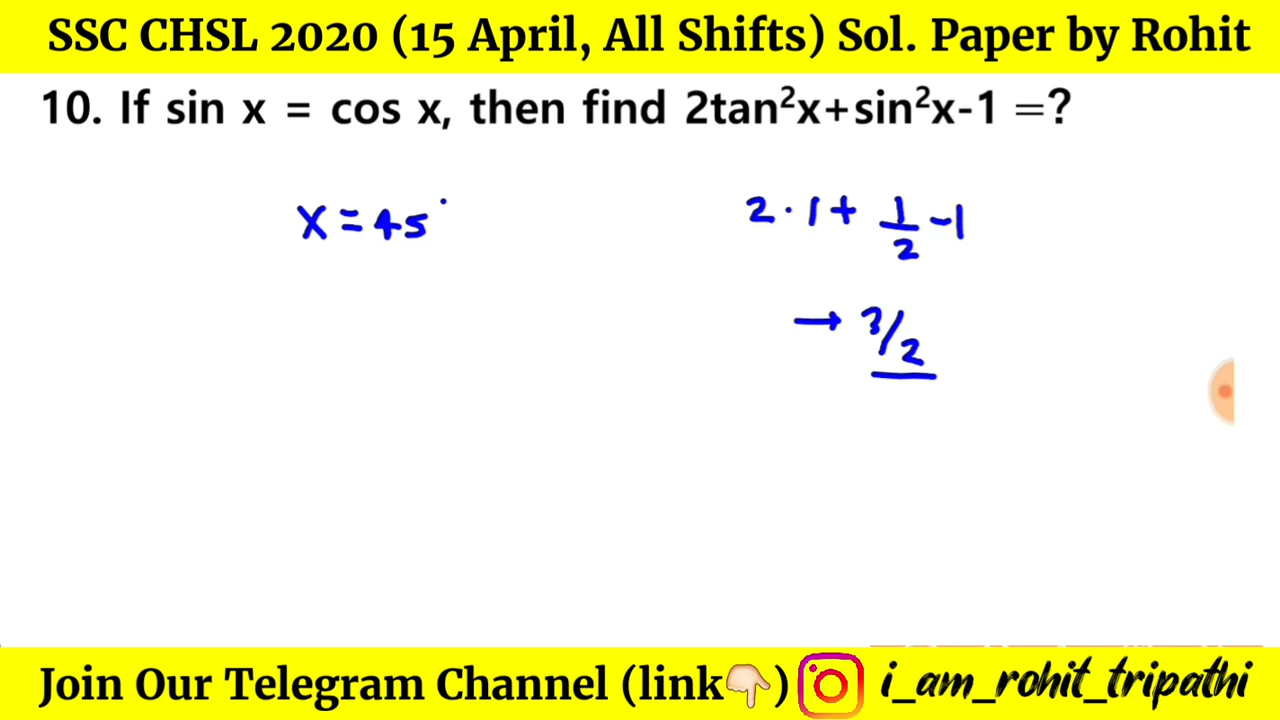 SSC CHSL 2020 (15 April, All Shifts) Sol. Paper by Rohit
10. If sin x = cos x, then find 2tan²x+sin²x-1 =?
x = 45°
2·1 + 1/2 - 1
→ 3/2
Join Our Telegram Channel (link👇🏻) i_am_rohit_tripathi